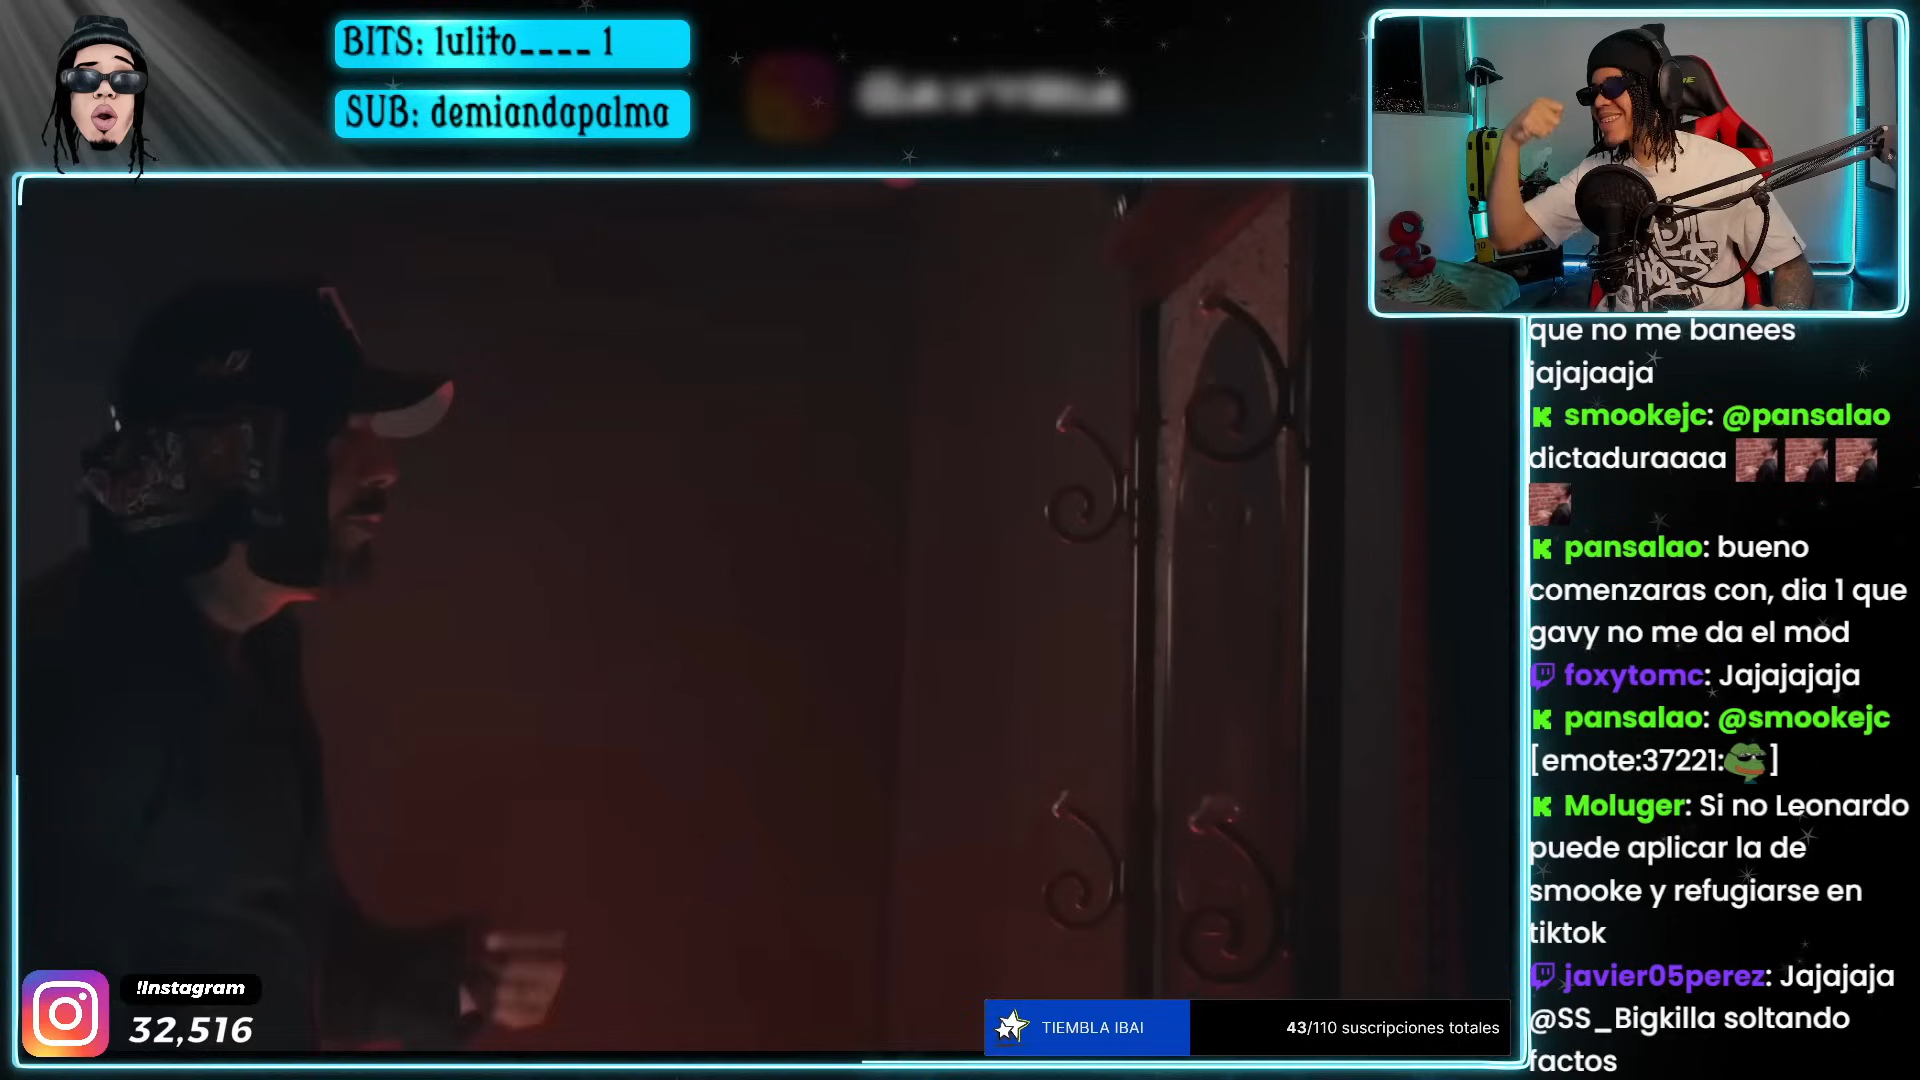 BITS: lulito____ 1
SUB: demiandapalma
que no me banees
jajajaaja
smookejc: @pansalao
dictaduraaaa
pansalao: bueno
comenzaras con, dia 1 que
gavy no me da el mod
foxytomc: Jajajajaja
pansalao: @smookejc
[emote:37221: ]
Moluger: Si no Leonardo
puede aplicar la de
smooke y refugiarse en
tiktok
javier05perez: Jajajaja
@SS_Bigkilla soltando
factos
!Instagram
32,516
TIEMBLA IBAI
43/110 suscripciones totales